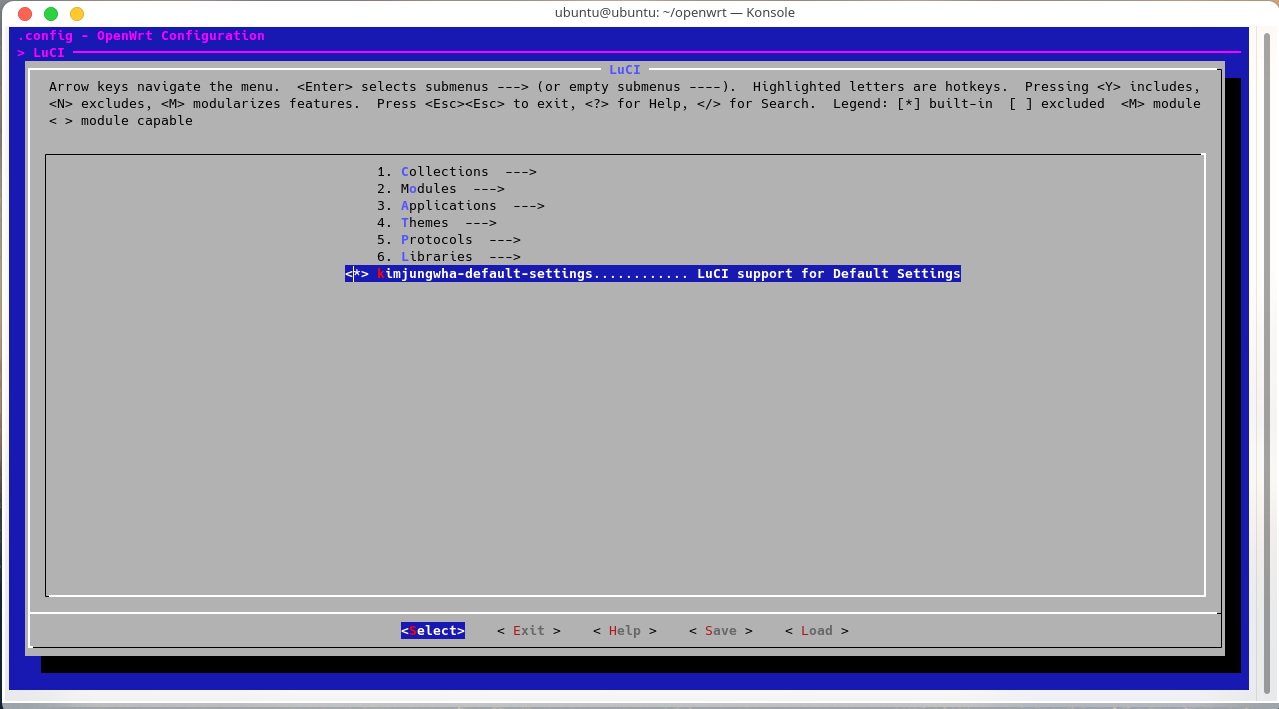 ubuntu@ubuntu: ~/openwrt — Konsole
.config - OpenWrt Configuration
> LuCI
LuCI
Arrow keys navigate the menu.  <Enter> selects submenus ---> (or empty submenus ----).  Highlighted letters are hotkeys.  Pressing <Y> includes,
<N> excludes, <M> modularizes features.  Press <Esc><Esc> to exit, <?> for Help, </> for Search.  Legend: [*] built-in  [ ] excluded  <M> module
< > module capable
1. Collections  --->
2. Modules  --->
3. Applications  --->
4. Themes  --->
5. Protocols  --->
6. Libraries  --->
<*> kimjungwha-default-settings............ LuCI support for Default Settings
<Select>    < Exit >    < Help >    < Save >    < Load >